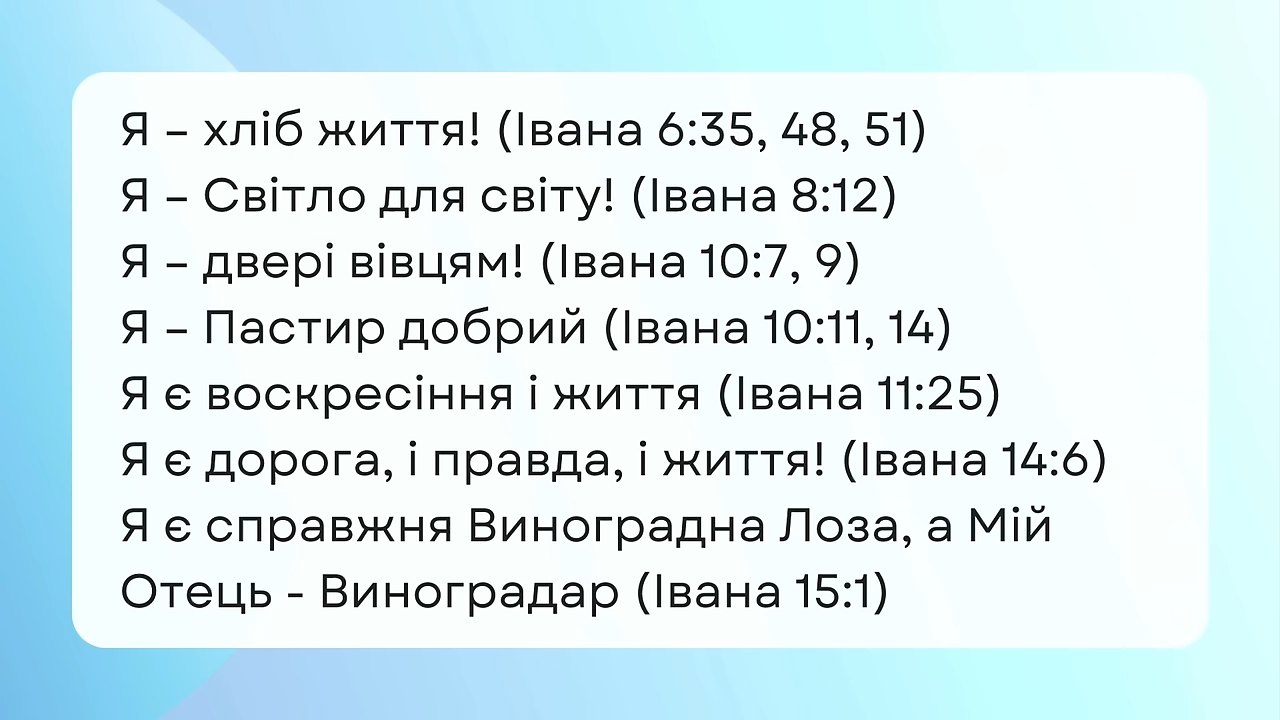 Я – хліб життя! (Івана 6:35, 48, 51)
Я – Світло для світу! (Івана 8:12)
Я – двері вівцям! (Івана 10:7, 9)
Я – Пастир добрий (Івана 10:11, 14)
Я є воскресіння і життя (Івана 11:25)
Я є дорога, і правда, і життя! (Івана 14:6)
Я є справжня Виноградна Лоза, а Мій
Отець - Виноградар (Івана 15:1)